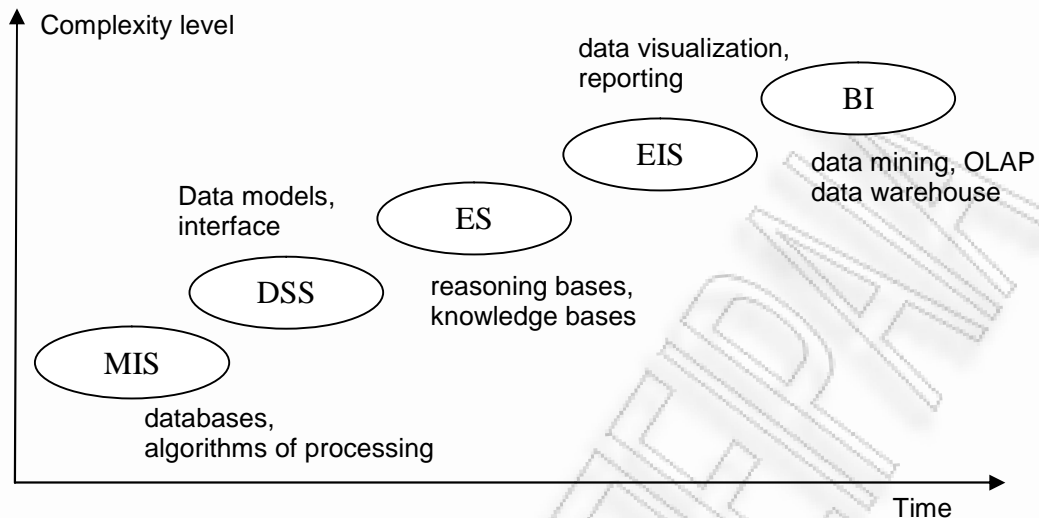 Complexity level
data visualization,
reporting
BI
EIS
data mining, OLAP
data warehouse
Data models,
interface
ES
DSS
reasoning bases,
knowledge bases
MIS
databases,
algorithms of processing
Time